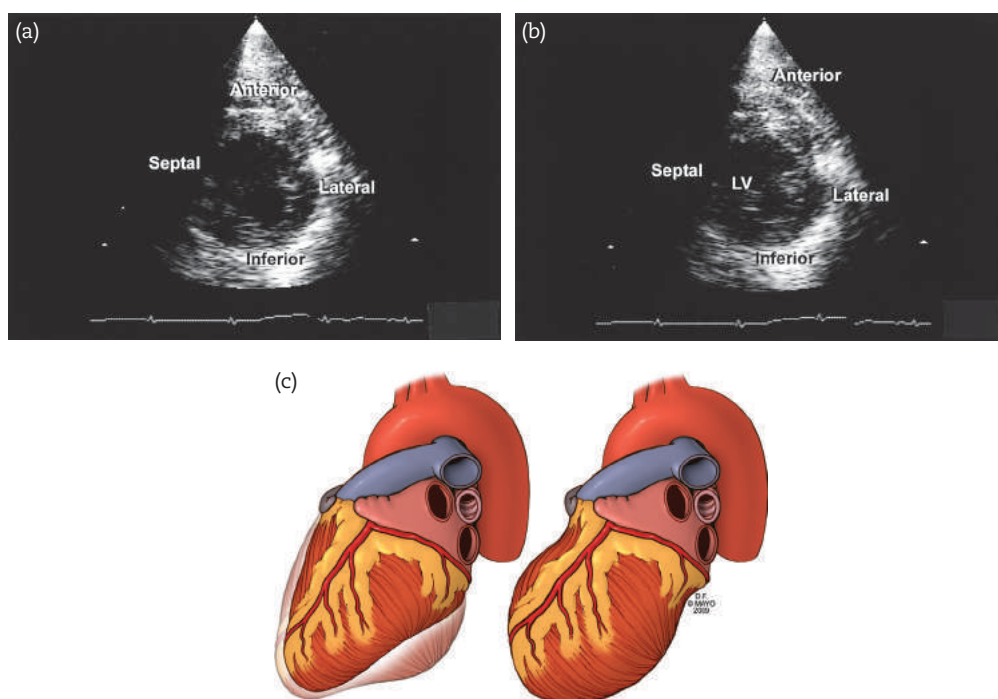 (a)
Anterior
Septal
Lateral
Inferior
(b)
Anterior
Septal
LV
Lateral
Inferior
(c)
D.F.
© MAYO
2009